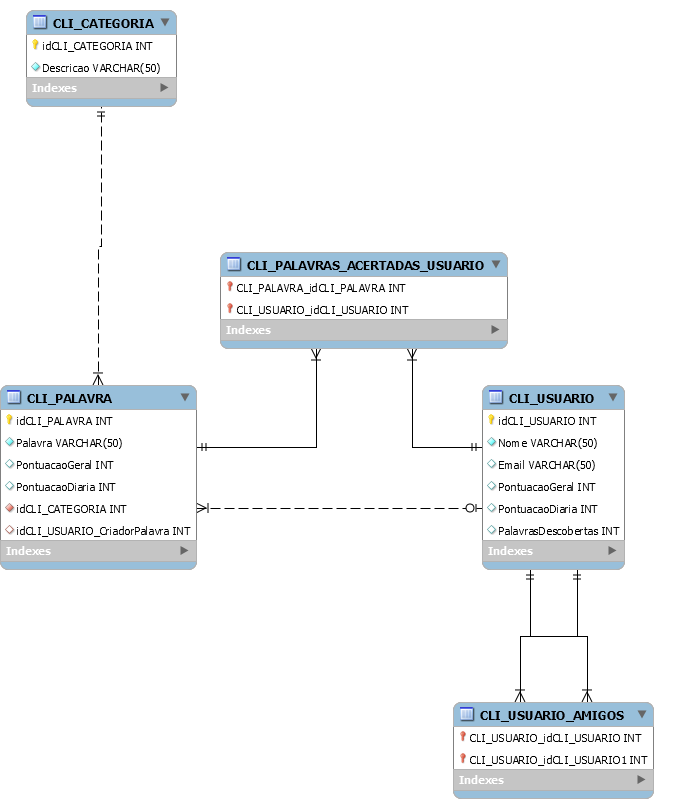 CLI_CATEGORIA
idCLI_CATEGORIA INT
Descricao VARCHAR(50)
Indexes
CLI_PALAVRAS_ACERTADAS_USUARIO
CLI_PALAVRA_idCLI_PALAVRA INT
CLI_USUARIO_idCLI_USUARIO INT
Indexes
CLI_PALAVRA
idCLI_PALAVRA INT
Palavra VARCHAR(50)
PontuacaoGeral INT
PontuacaoDiaria INT
idCLI_CATEGORIA INT
idCLI_USUARIO_CriadorPalavra INT
Indexes
CLI_USUARIO
idCLI_USUARIO INT
Nome VARCHAR(50)
Email VARCHAR(50)
PontuacaoGeral INT
PontuacaoDiaria INT
PalavrasDescobertas INT
Indexes
CLI_USUARIO_AMIGOS
CLI_USUARIO_idCLI_USUARIO INT
CLI_USUARIO_idCLI_USUARIO1 INT
Indexes